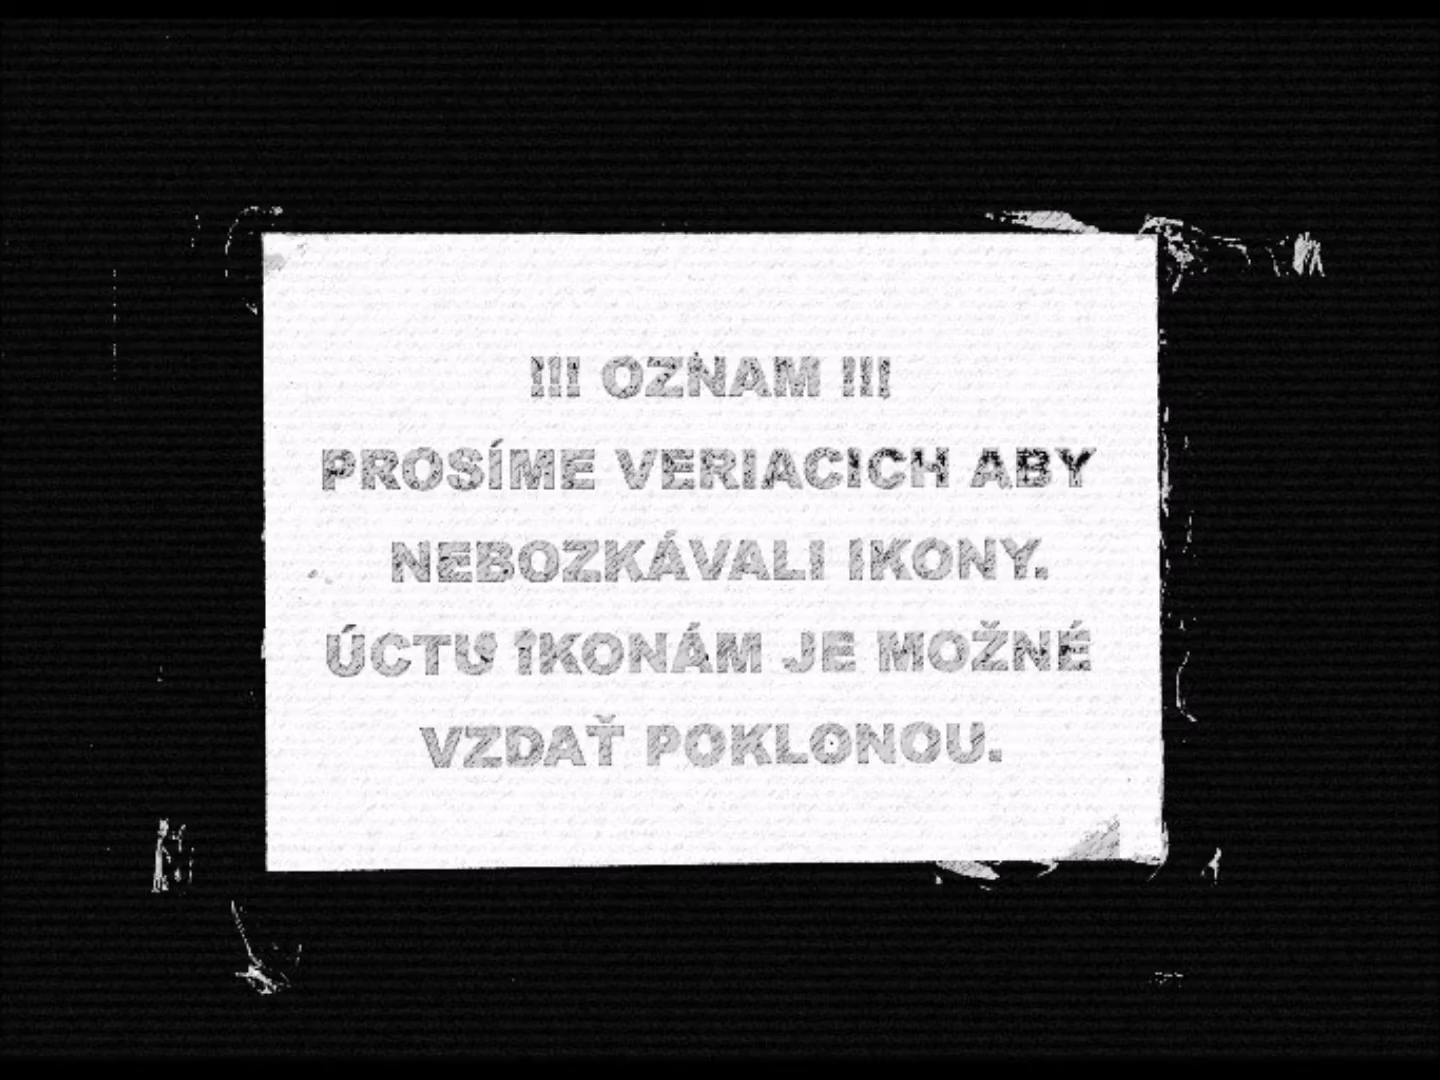 !!! OZNAM !!!
PROSÍME VERIACICH ABY
NEBOZKÁVALI IKONY.
ÚCTU IKONÁM JE MOŽNÉ
VZDAŤ POKLONOU.